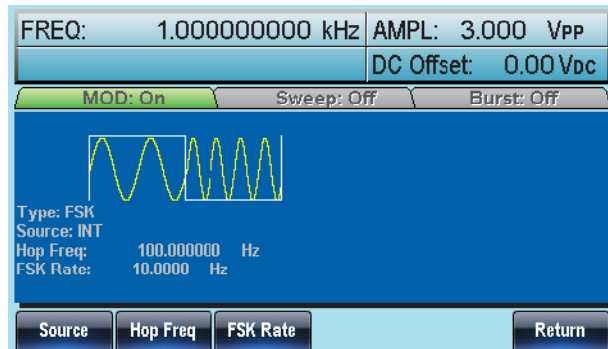 FREQ: 1.000000000 kHz AMPL: 3.000 VPP
DC Offset: 0.00 VDC
MOD: On Sweep: Off Burst: Off
Type: FSK
Source: INT
Hop Freq: 100.000000 Hz
FSK Rate: 10.0000 Hz
Source Hop Freq FSK Rate Return